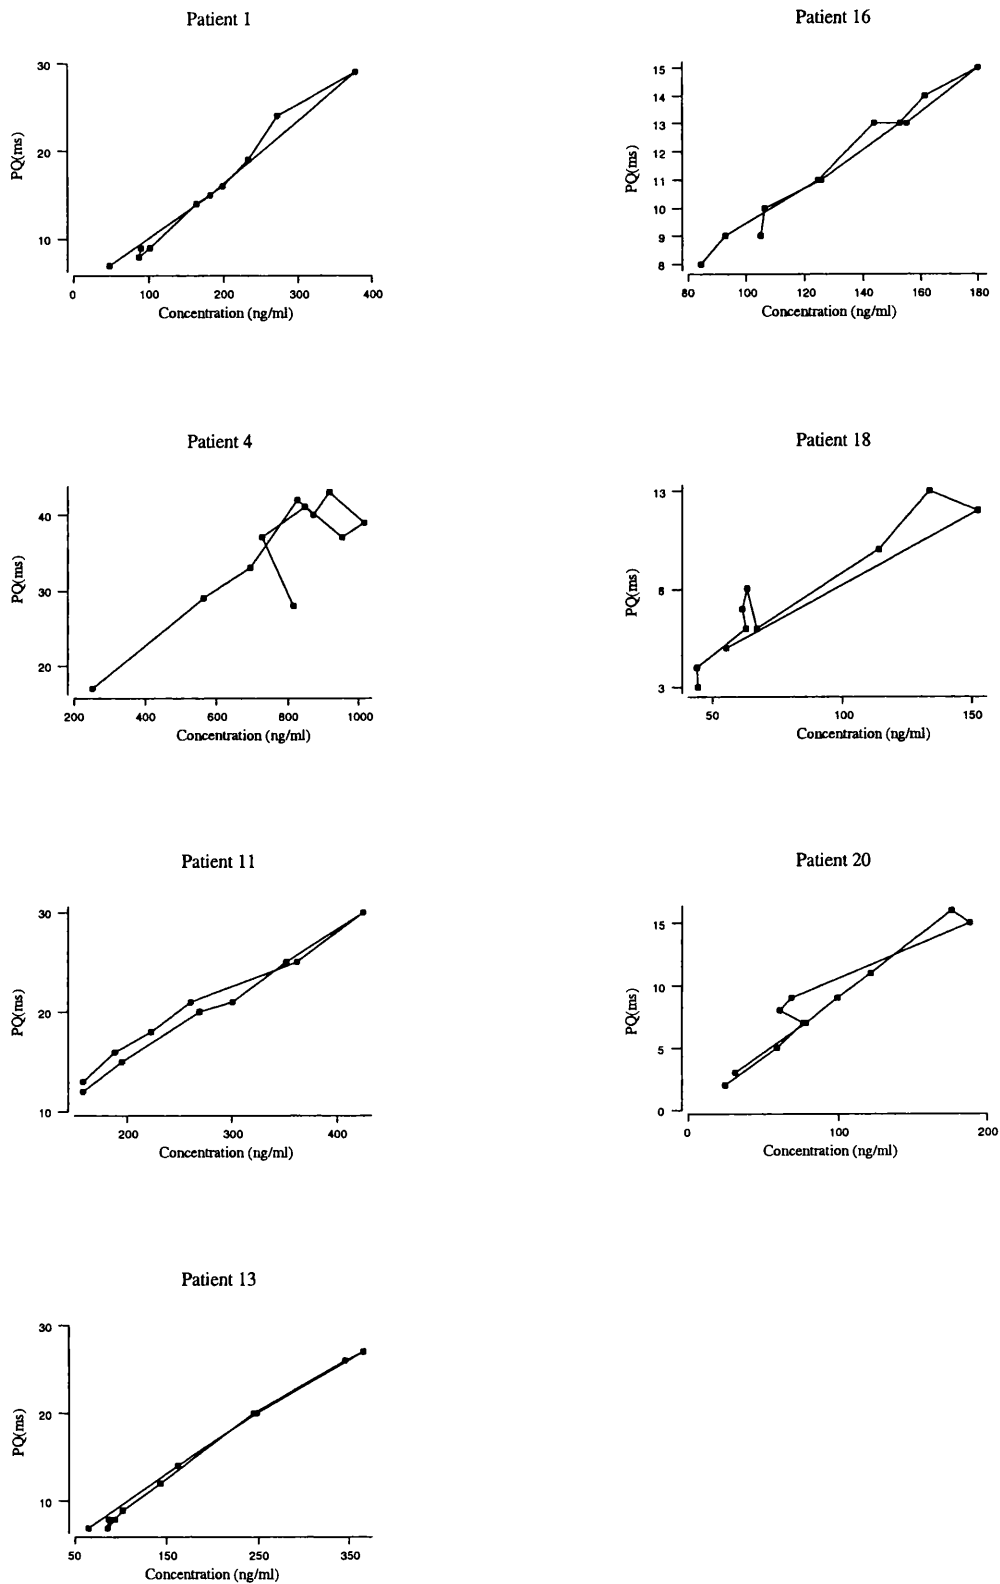 Patient 1
30
20
10
PQ(ms)
0 100 200 300 400
Concentration (ng/ml)
Patient 16
15
14
13
12
11
10
9
8
PQ(ms)
80 100 120 140 160 180
Concentration (ng/ml)
Patient 4
40
30
20
PQ(ms)
200 400 600 800 1000
Concentration (ng/ml)
Patient 18
13
8
3
PQ(ms)
50 100 150
Concentration (ng/ml)
Patient 11
30
20
10
PQ(ms)
200 300 400
Concentration (ng/ml)
Patient 20
15
10
5
0
PQ(ms)
0 100 200
Concentration (ng/ml)
Patient 13
30
20
10
PQ(ms)
50 150 250 350
Concentration (ng/ml)